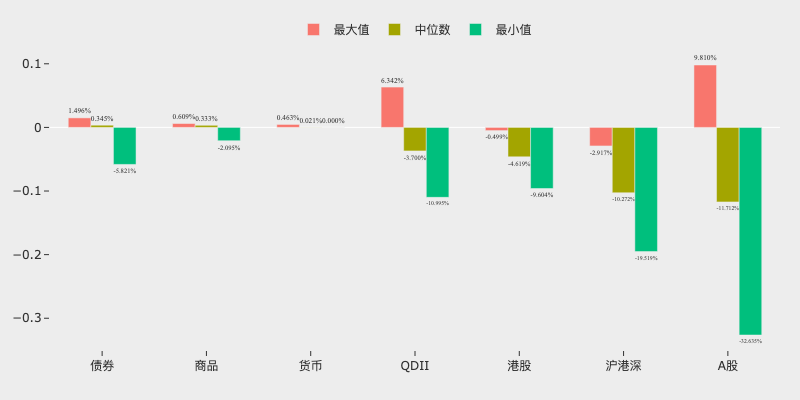 最大值 中位数 最小值
0.1
0
−0.1
−0.2
−0.3
1.496% 0.345% -5.821%
0.609% 0.333% -2.095%
0.463% 0.021% 0.000%
6.342% -3.700% -10.995%
-0.499% -4.619% -9.604%
-2.917% -10.272% -19.519%
9.810% -11.712% -32.635%
债券 商品 货币 QDII 港股 沪港深 A股